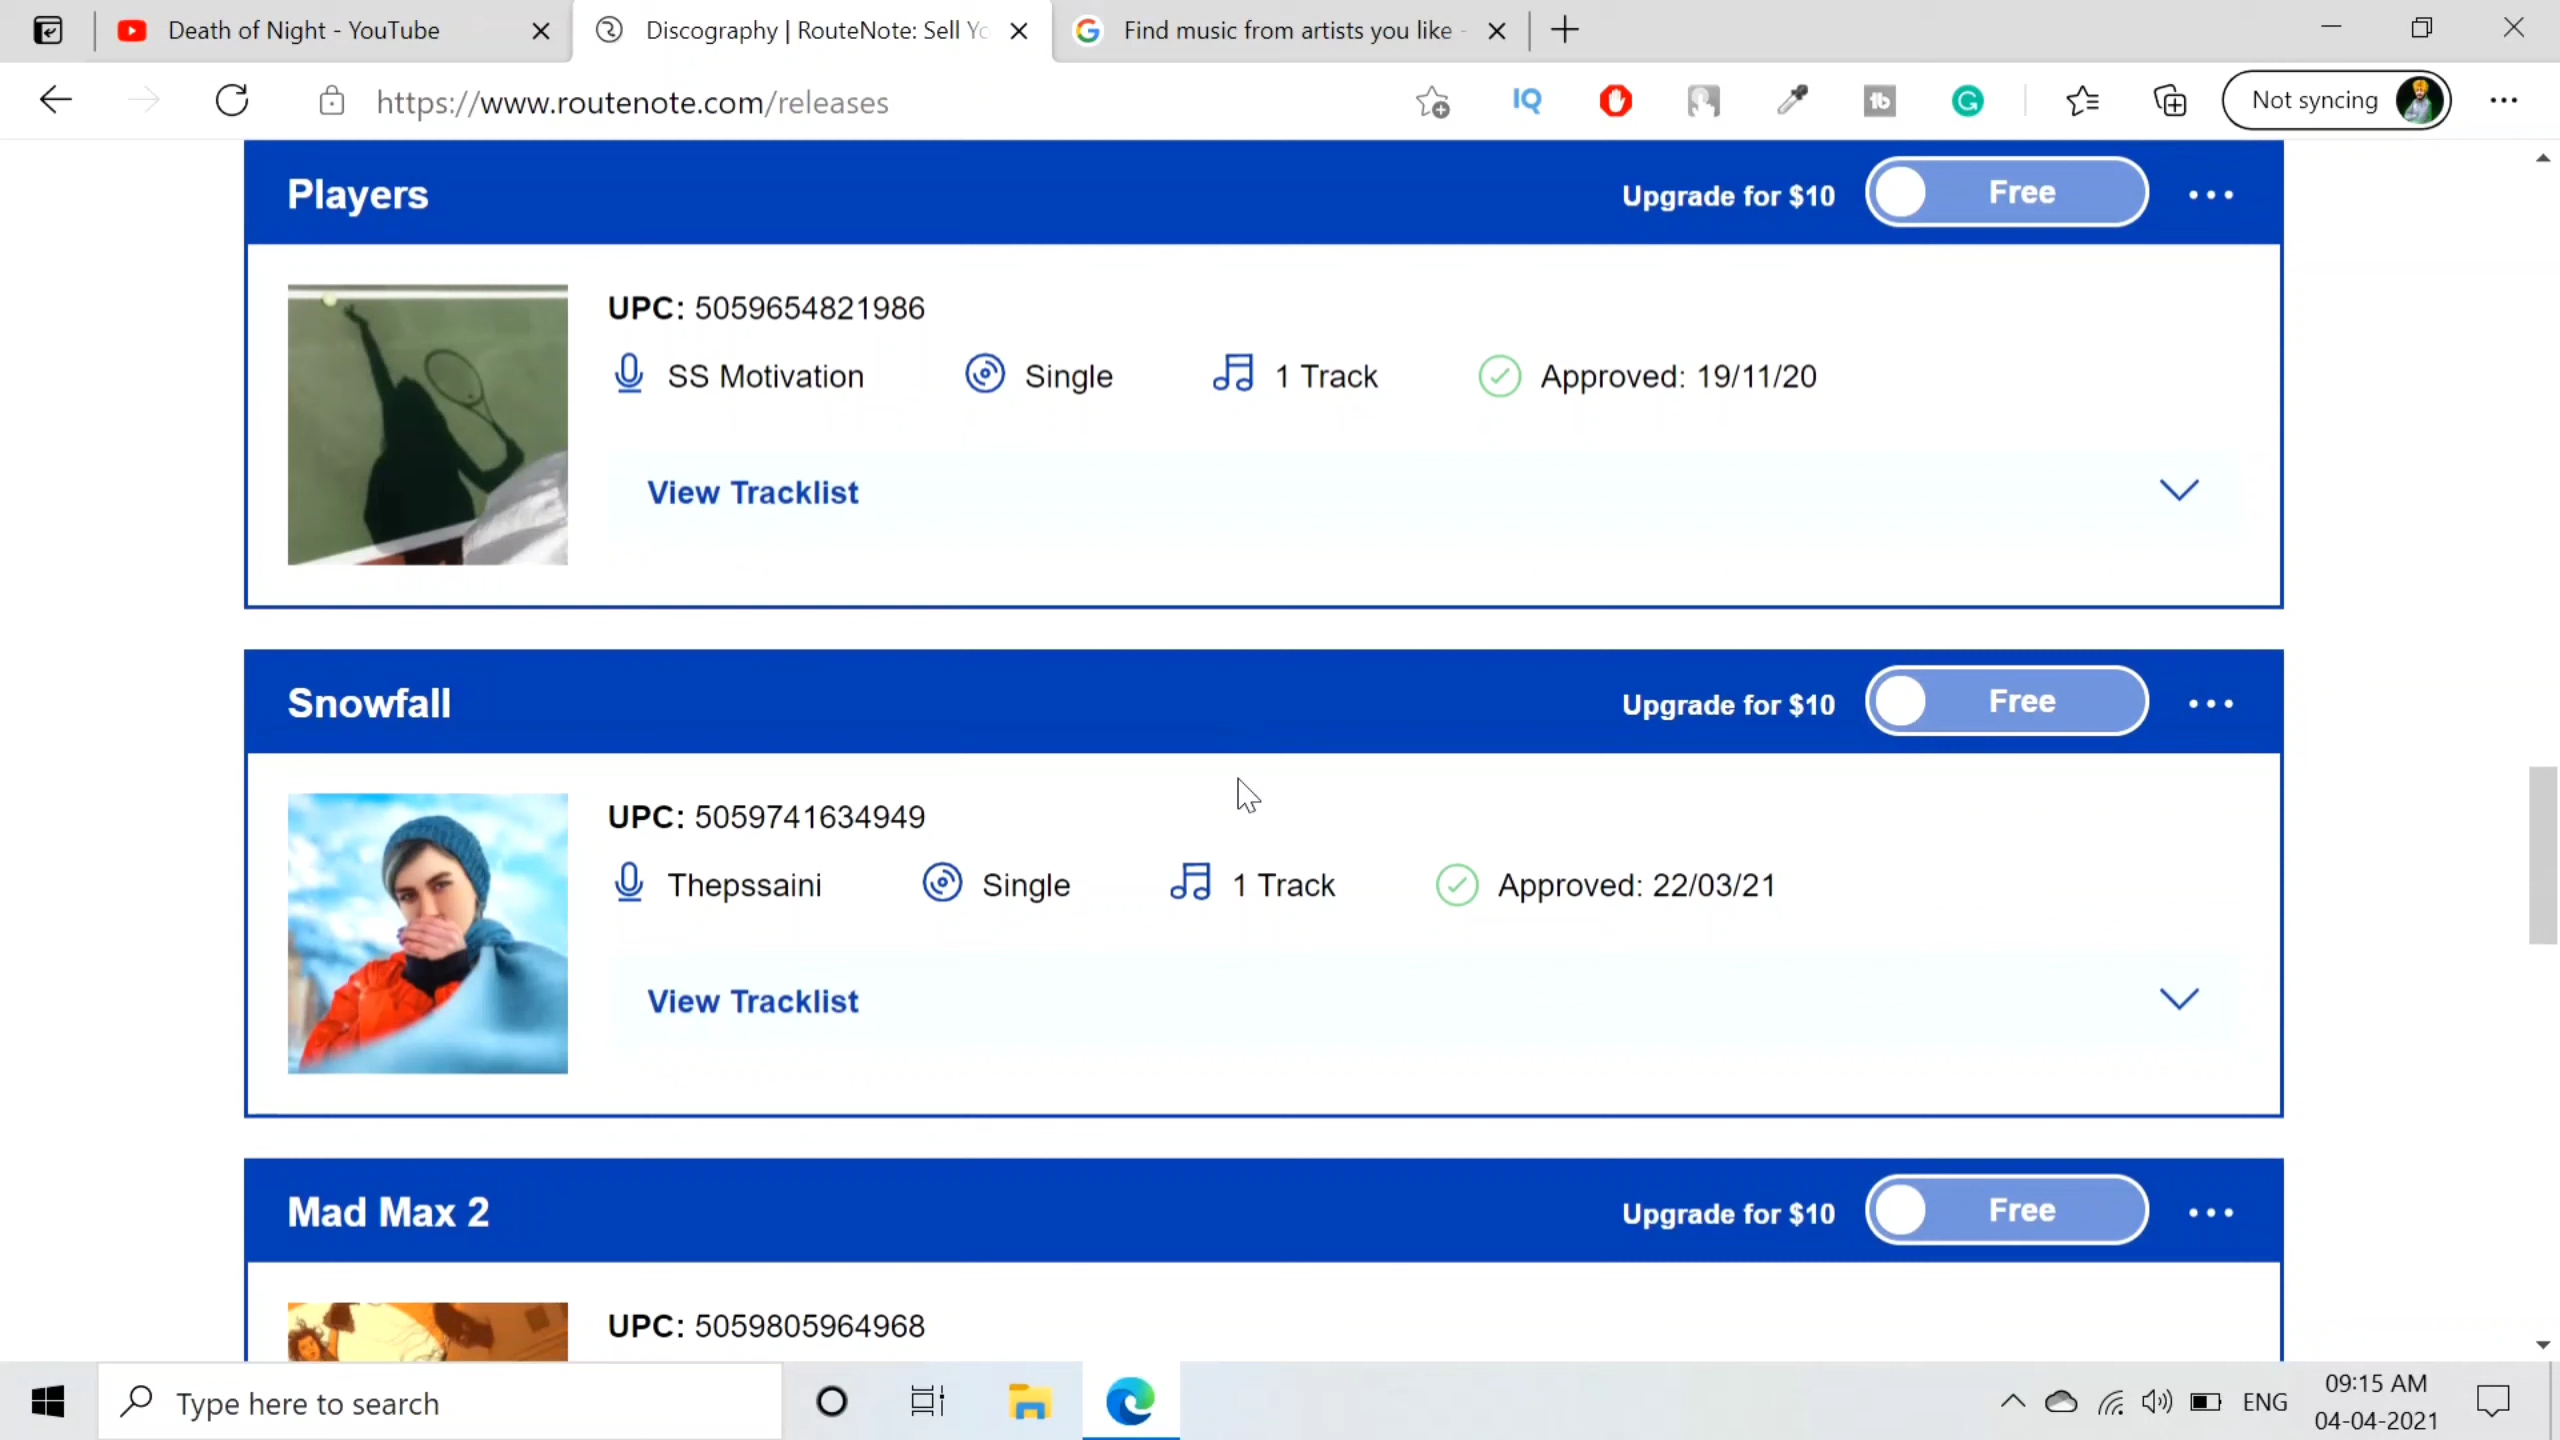 Death of Night - YouTube
Discography | RouteNote: Sell Yo
Find music from artists you like -
https://www.routenote.com/releases
IQ
tb
G
Not syncing
Players
Upgrade for $10
Free
UPC: 5059654821986
SS Motivation
Single
1 Track
Approved: 19/11/20
View Tracklist
Snowfall
Upgrade for $10
Free
UPC: 5059741634949
Thepssaini
Single
1 Track
Approved: 22/03/21
View Tracklist
Mad Max 2
Upgrade for $10
Free
UPC: 5059805964968
Type here to search
ENG
09:15 AM
04-04-2021